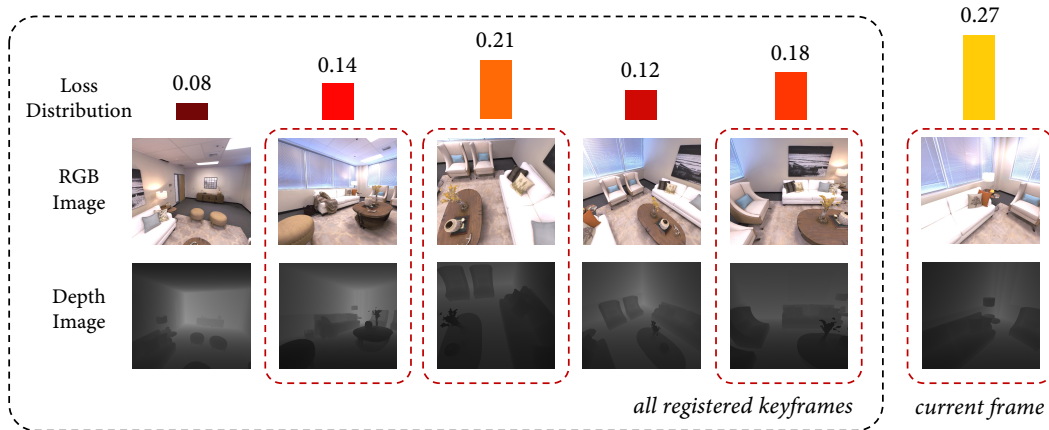 0.08
0.14
0.21
0.12
0.18
0.27
Loss
Distribution
RGB
Image
Depth
Image
all registered keyframes
current frame